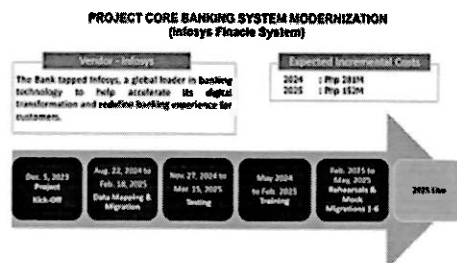 PROJECT CORE BANKING SYSTEM MODERNIZATION
(Infosys Finacle System)
Vendor - Infosys
The Bank tapped Infosys, a global leader in banking
technology to help accelerate its digital
transformation and redefine banking experience for
customers.
Expected Incremental Costs
2024 : Php 281M
2025 : Php 152M
Dec. 5, 2023
Project
Kick-Off
Aug. 22, 2024 to
Feb. 18, 2025
Data Mapping &
Migration
Nov. 27, 2024 to
Mar 15, 2025
Testing
May 2024
to Feb. 2025
Training
Feb. 2025 to
May, 2025
Rehearsals &
Mock
Migrations 1-6
2025 Live